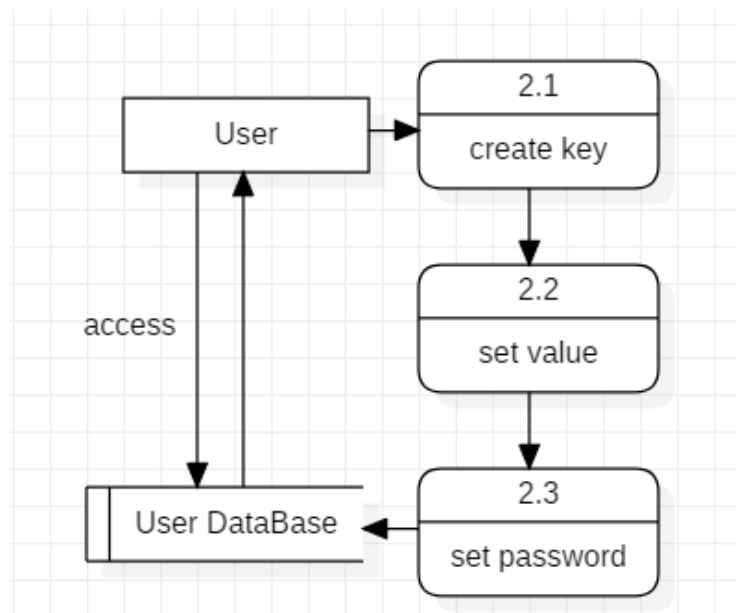 2.1
User
create key
2.2
access
set value
2.3
User DataBase
set password